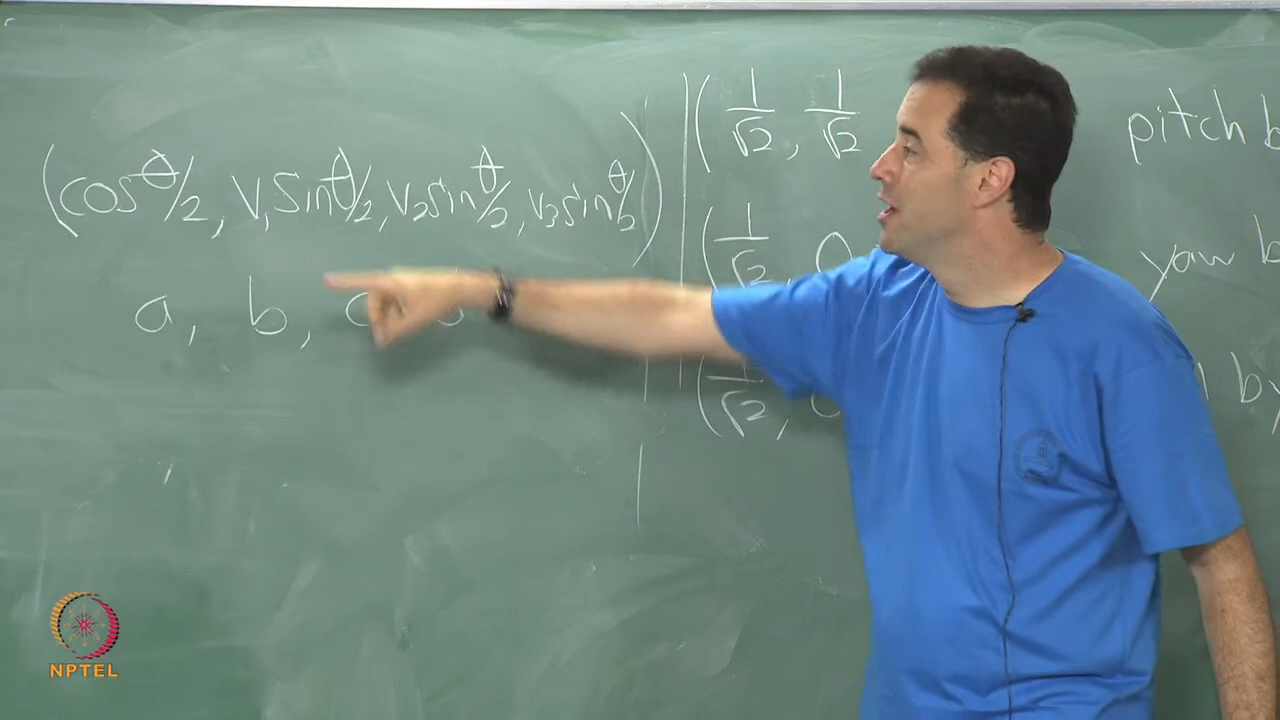 (cos θ/2, v₁ sin θ/2, v₂ sin θ/2, v₃ sin θ/2)
a, b,
(1/√2, 1/√2
pitch b
(1/√2, 0
yaw b
(1/√2,
by
NPTEL